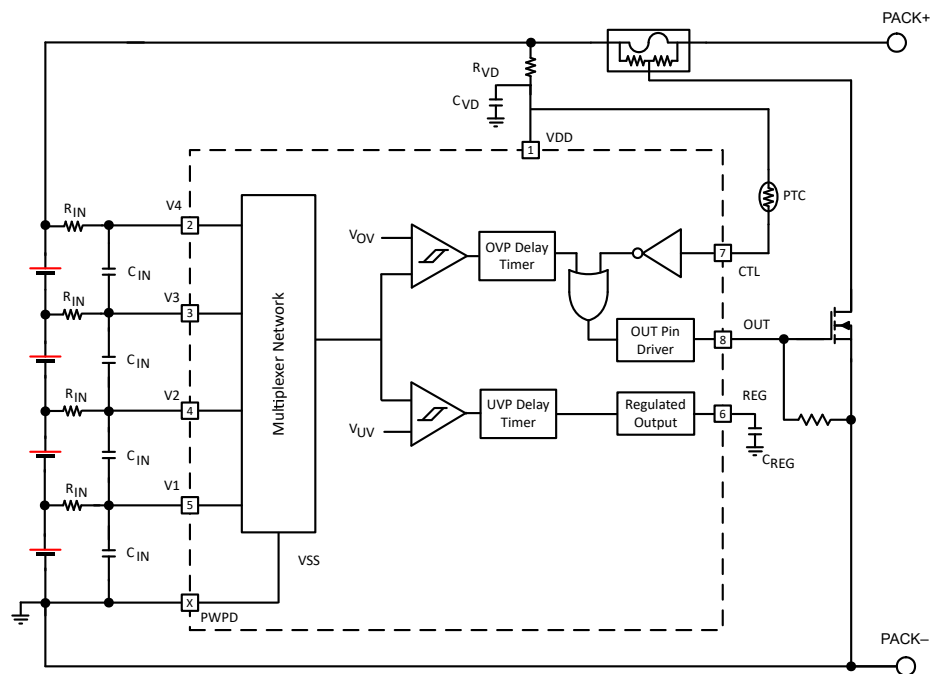 PACK+
RVD
CVD
VDD
1
PTC
RIN
V4
2
VOV
OVP Delay
Timer
7
CTL
CIN
RIN
V3
3
Multiplexer Network
OUT Pin
Driver
8
OUT
CIN
RIN
V2
4
VUV
UVP Delay
Timer
Regulated
Output
6
REG
CREG
CIN
RIN
V1
5
CIN
VSS
X
PWPD
PACK–